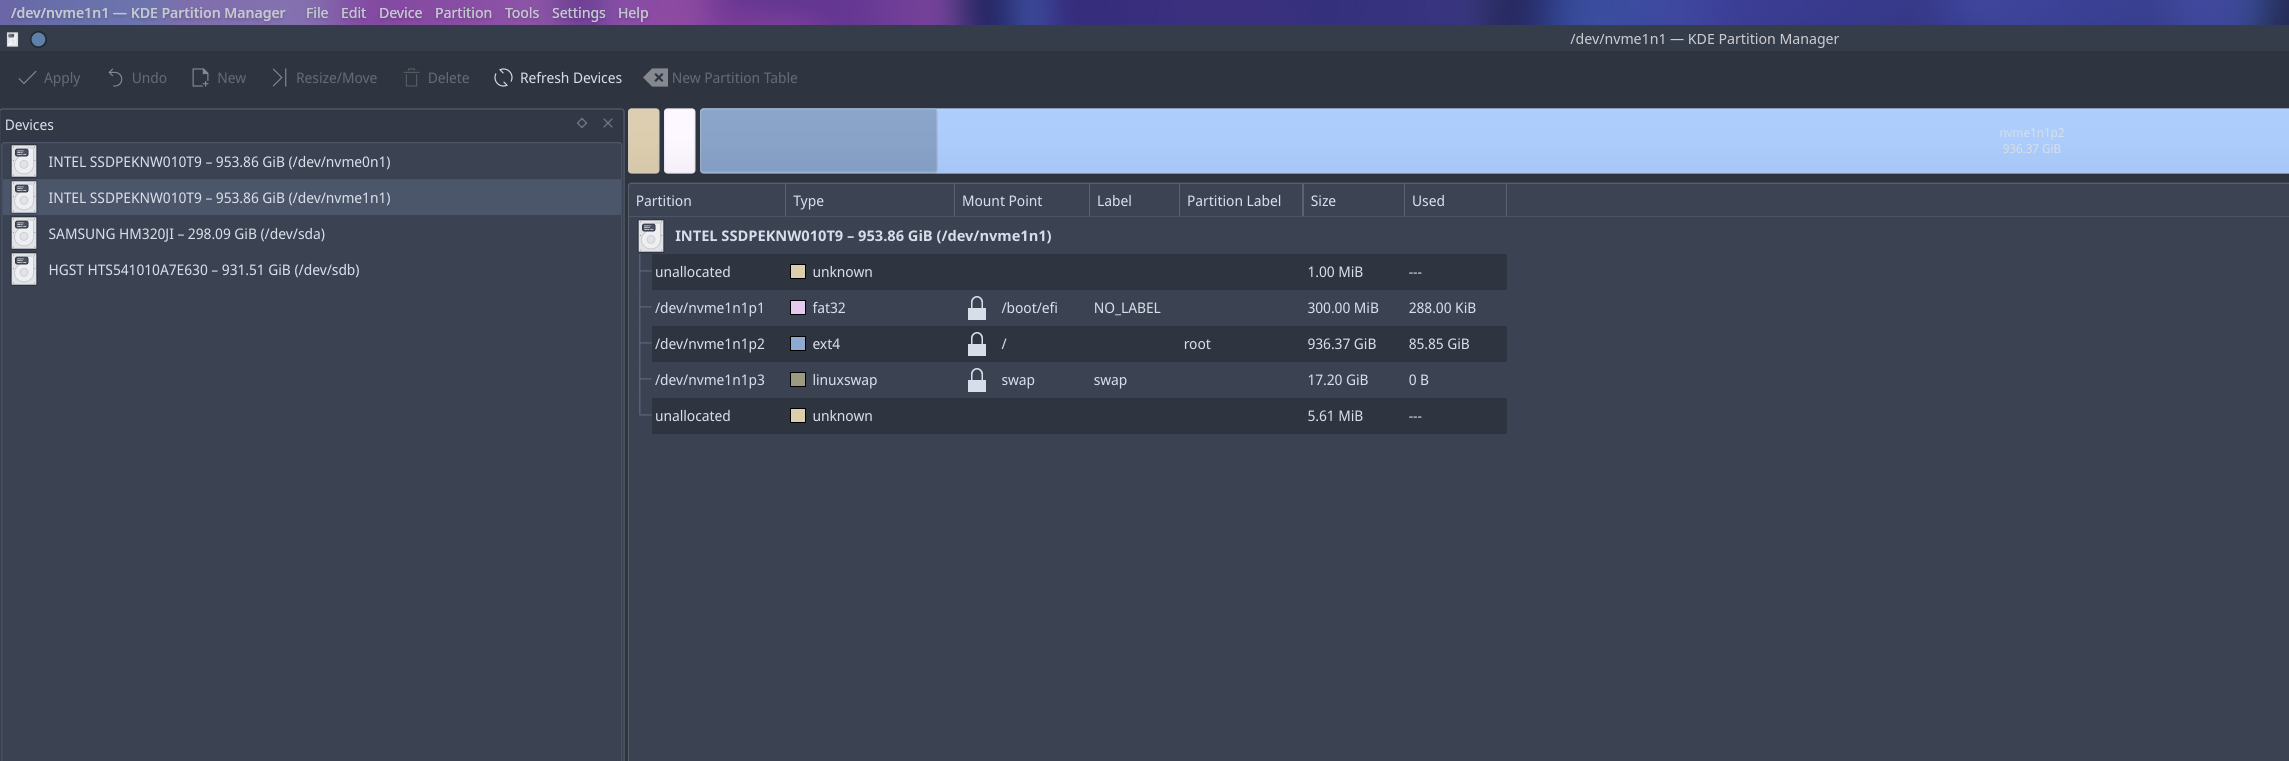 /dev/nvme1n1 — KDE Partition Manager File Edit Device Partition Tools Settings Help
/dev/nvme1n1 — KDE Partition Manager
Apply Undo New Resize/Move Delete Refresh Devices New Partition Table
Devices
INTEL SSDPEKNW010T9 – 953.86 GiB (/dev/nvme0n1)
INTEL SSDPEKNW010T9 – 953.86 GiB (/dev/nvme1n1)
SAMSUNG HM320JI – 298.09 GiB (/dev/sda)
HGST HTS541010A7E630 – 931.51 GiB (/dev/sdb)
nvme1n1p2
936.37 GiB
Partition Type Mount Point Label Partition Label Size Used
INTEL SSDPEKNW010T9 – 953.86 GiB (/dev/nvme1n1)
unallocated unknown 1.00 MiB ---
/dev/nvme1n1p1 fat32 /boot/efi NO_LABEL 300.00 MiB 288.00 KiB
/dev/nvme1n1p2 ext4 / root 936.37 GiB 85.85 GiB
/dev/nvme1n1p3 linuxswap swap swap 17.20 GiB 0 B
unallocated unknown 5.61 MiB ---